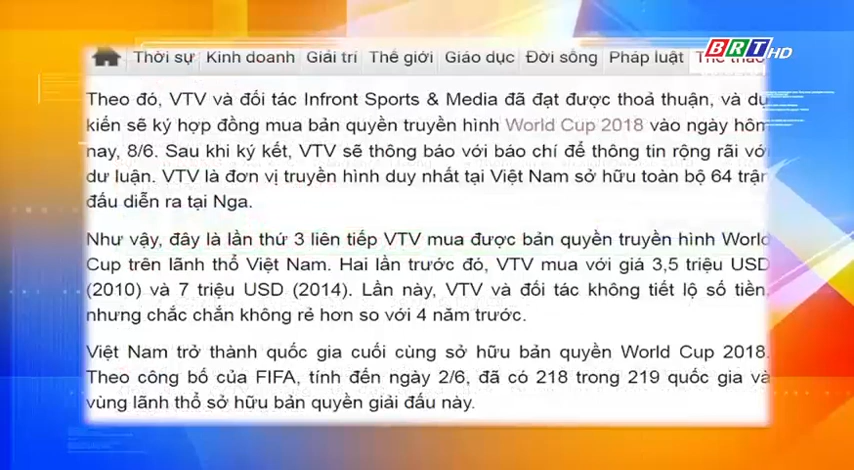 BRT HD
Thời sự Kinh doanh Giải trí Thế giới Giáo dục Đời sống Pháp luật Thể thao
Theo đó, VTV và đối tác Infront Sports & Media đã đạt được thoả thuận, và dự
kiến sẽ ký hợp đồng mua bản quyền truyền hình World Cup 2018 vào ngày hôm
nay, 8/6. Sau khi ký kết, VTV sẽ thông báo với báo chí để thông tin rộng rãi với
dư luận. VTV là đơn vị truyền hình duy nhất tại Việt Nam sở hữu toàn bộ 64 trận
đấu diễn ra tại Nga.
Như vậy, đây là lần thứ 3 liên tiếp VTV mua được bản quyền truyền hình World
Cup trên lãnh thổ Việt Nam. Hai lần trước đó, VTV mua với giá 3,5 triệu USD
(2010) và 7 triệu USD (2014). Lần này, VTV và đối tác không tiết lộ số tiền,
nhưng chắc chắn không rẻ hơn so với 4 năm trước.
Việt Nam trở thành quốc gia cuối cùng sở hữu bản quyền World Cup 2018.
Theo công bố của FIFA, tính đến ngày 2/6, đã có 218 trong 219 quốc gia và
vùng lãnh thổ sở hữu bản quyền giải đấu này.